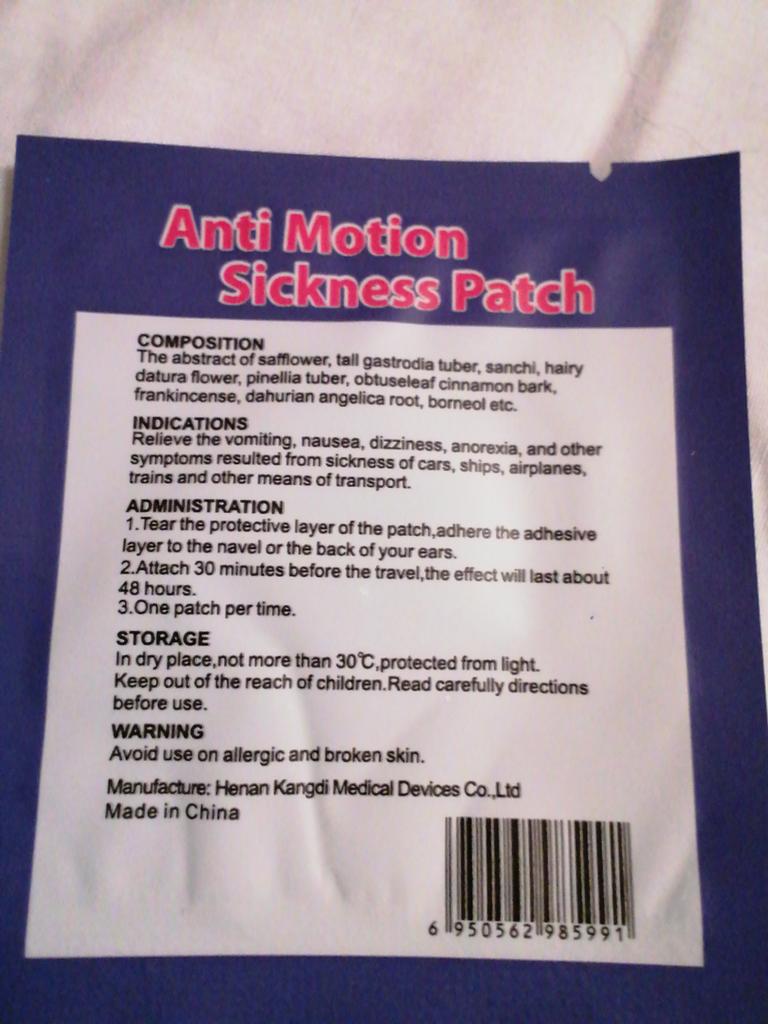 Anti Motion
Sickness Patch
COMPOSITION
The abstract of safflower, tall gastrodia tuber, sanchi, hairy
datura flower, pinellia tuber, obtuseleaf cinnamon bark,
frankincense, dahurian angelica root, borneol etc.
INDICATIONS
Relieve the vomiting, nausea, dizziness, anorexia, and other
symptoms resulted from sickness of cars, ships, airplanes,
trains and other means of transport.
ADMINISTRATION
1.Tear the protective layer of the patch,adhere the adhesive
layer to the navel or the back of your ears.
2.Attach 30 minutes before the travel,the effect will last about
48 hours.
3.One patch per time.
STORAGE
In dry place,not more than 30℃,protected from light.
Keep out of the reach of children.Read carefully directions
before use.
WARNING
Avoid use on allergic and broken skin.
Manufacture: Henan Kangdi Medical Devices Co.,Ltd
Made in China
6 950562 985991